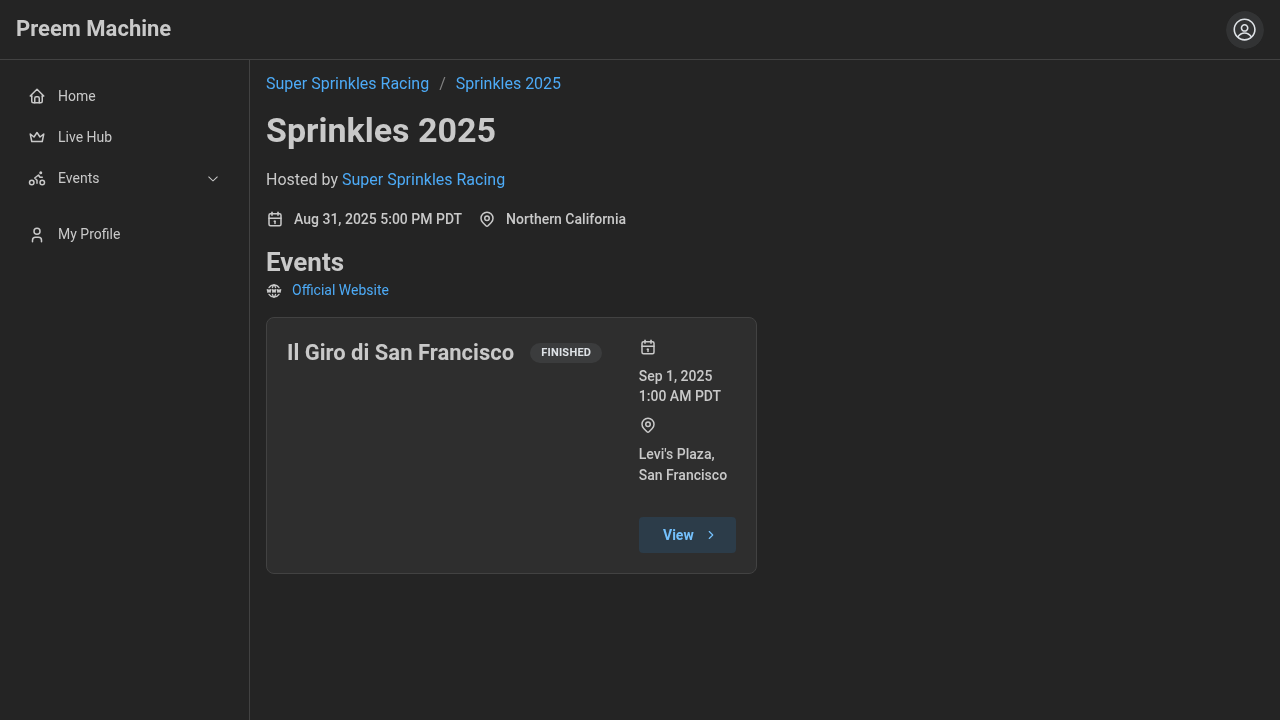 Preem Machine
Home
Live Hub
Events
My Profile
Super Sprinkles Racing / Sprinkles 2025
Sprinkles 2025
Hosted by Super Sprinkles Racing
Aug 31, 2025 5:00 PM PDT Northern California
Events
Official Website
Il Giro di San Francisco FINISHED
Sep 1, 2025
1:00 AM PDT
Levi's Plaza,
San Francisco
View